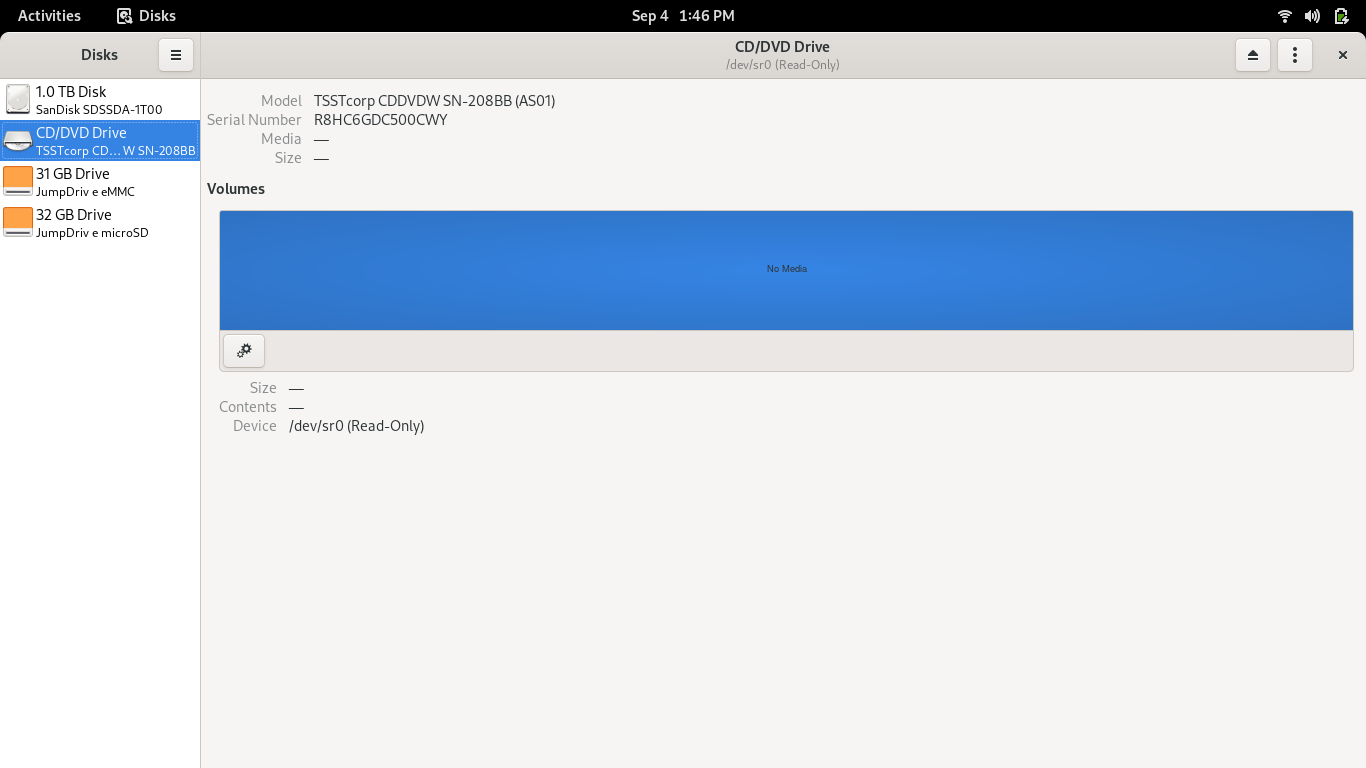 Activities
Disks
Sep 4 1:46 PM
Disks
CD/DVD Drive
/dev/sr0 (Read-Only)
1.0 TB Disk
SanDisk SDSSDA-1T00
CD/DVD Drive
TSSTcorp CD... W SN-208BB
31 GB Drive
JumpDriv e eMMC
32 GB Drive
JumpDriv e microSD
Model TSSTcorp CDDVDW SN-208BB (AS01)
Serial Number R8HC6GDC500CWY
Media —
Size —
Volumes
No Media
Size —
Contents —
Device /dev/sr0 (Read-Only)